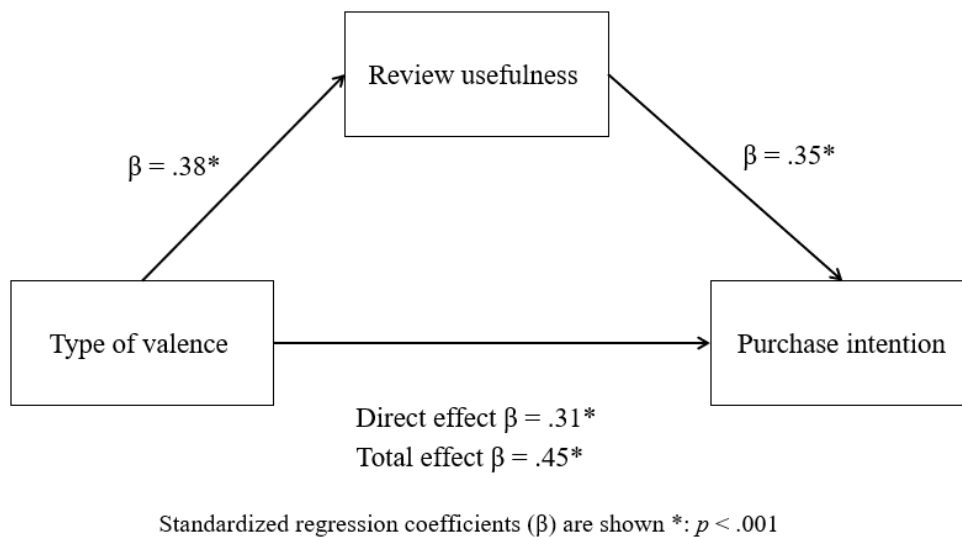 Review usefulness
β = .38*
β = .35*
Type of valence
Purchase intention
Direct effect β = .31*
Total effect β = .45*
Standardized regression coefficients (β) are shown *: p < .001